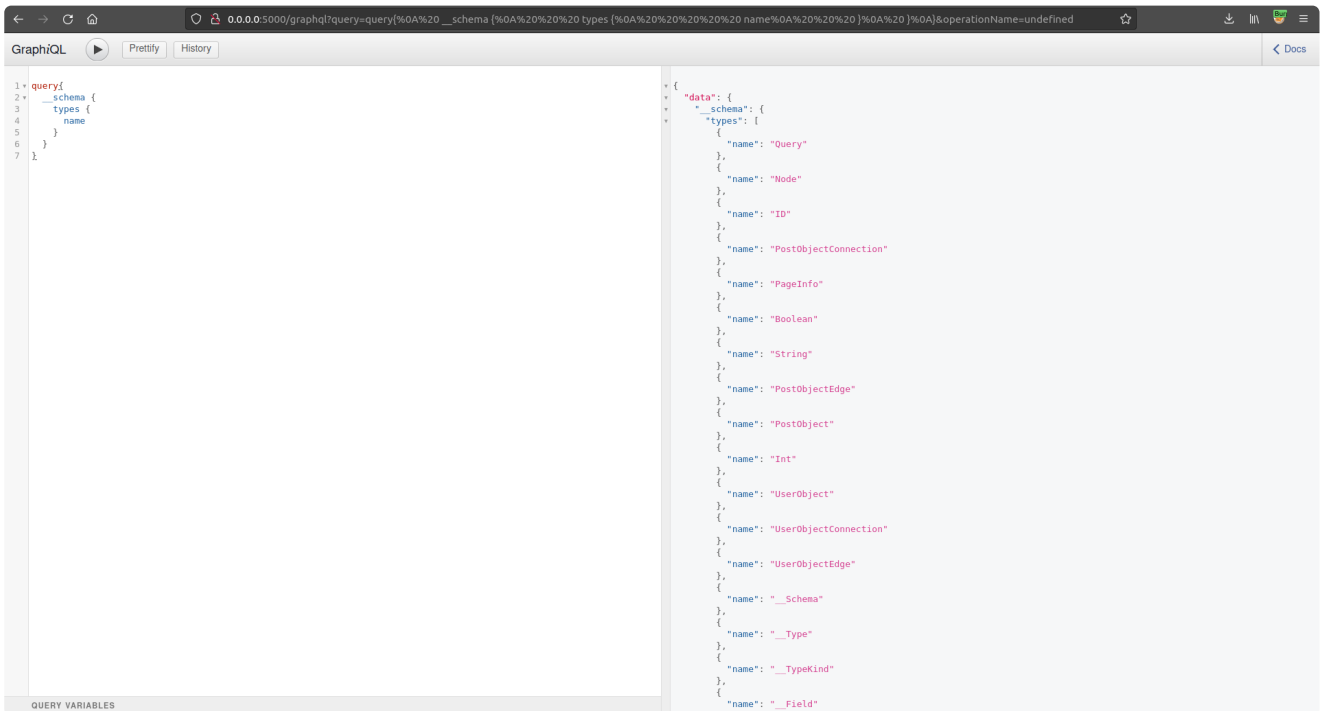 0.0.0.0:5000/graphql?query=query{%0A%20 __schema {%0A%20%20%20 types {%0A%20%20%20%20%20 name%0A%20%20%20 }%0A%20 }%0A}&operationName=undefined
Bur
GraphiQL
Prettify
History
Docs
1 query{
2 __schema {
3 types {
4 name
5 }
6 }
7 }
QUERY VARIABLES
{
"data": {
"__schema": {
"types": [
{
"name": "Query"
},
{
"name": "Node"
},
{
"name": "ID"
},
{
"name": "PostObjectConnection"
},
{
"name": "PageInfo"
},
{
"name": "Boolean"
},
{
"name": "String"
},
{
"name": "PostObjectEdge"
},
{
"name": "PostObject"
},
{
"name": "Int"
},
{
"name": "UserObject"
},
{
"name": "UserObjectConnection"
},
{
"name": "UserObjectEdge"
},
{
"name": "__Schema"
},
{
"name": "__Type"
},
{
"name": "__TypeKind"
},
{
"name": "__Field"